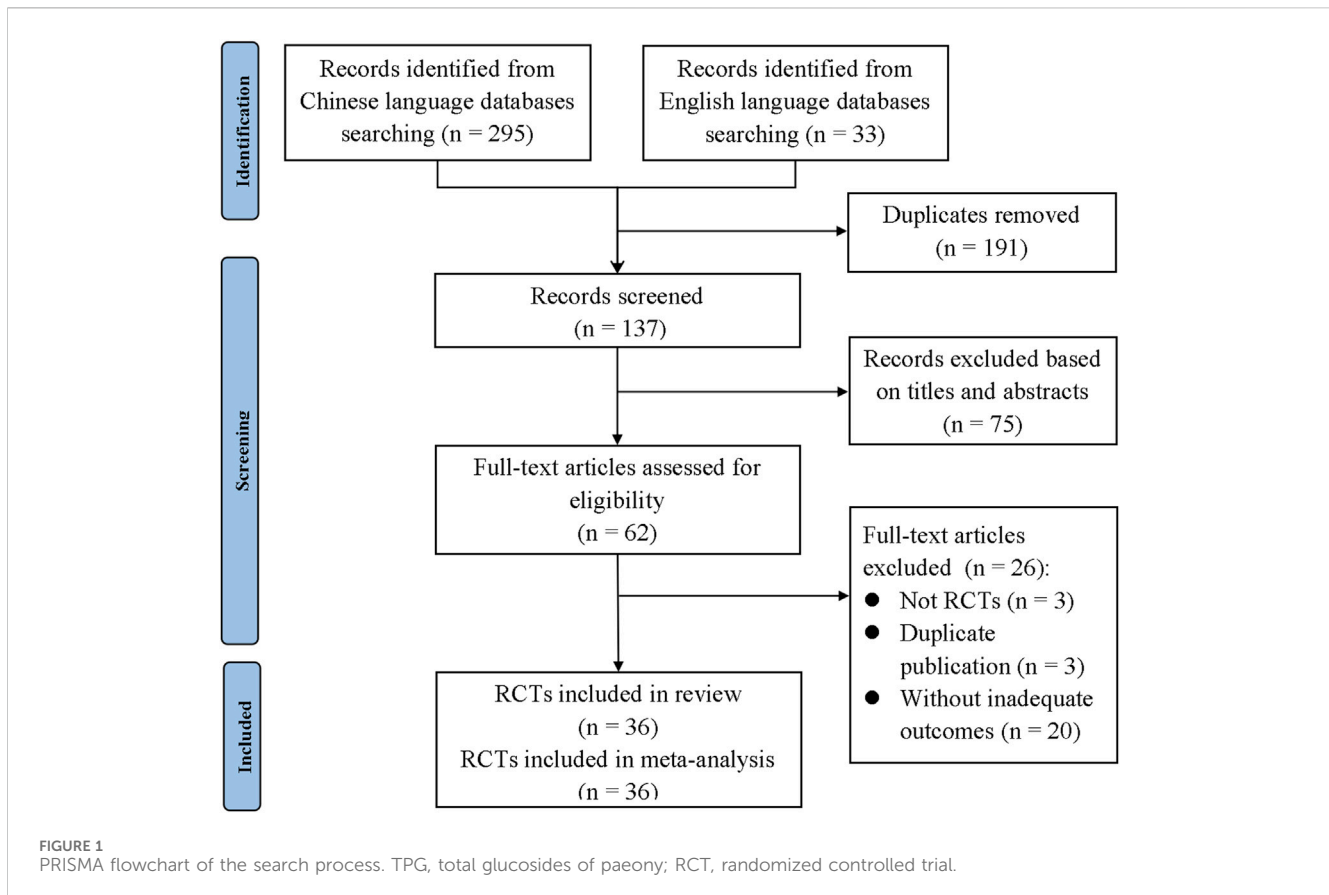 Identification
Records identified from
Chinese language databases
searching (n = 295)
Records identified from
English language databases
searching (n = 33)
Duplicates removed
(n = 191)
Screening
Records screened
(n = 137)
Records excluded based
on titles and abstracts
(n = 75)
Full-text articles assessed for
eligibility
(n = 62)
Full-text articles
excluded (n = 26):
● Not RCTs (n = 3)
● Duplicate
publication (n = 3)
● Without inadequate
outcomes (n = 20)
Included
RCTs included in review
(n = 36)
RCTs included in meta-analysis
(n = 36)
FIGURE 1
PRISMA flowchart of the search process. TPG, total glucosides of paeony; RCT, randomized controlled trial.